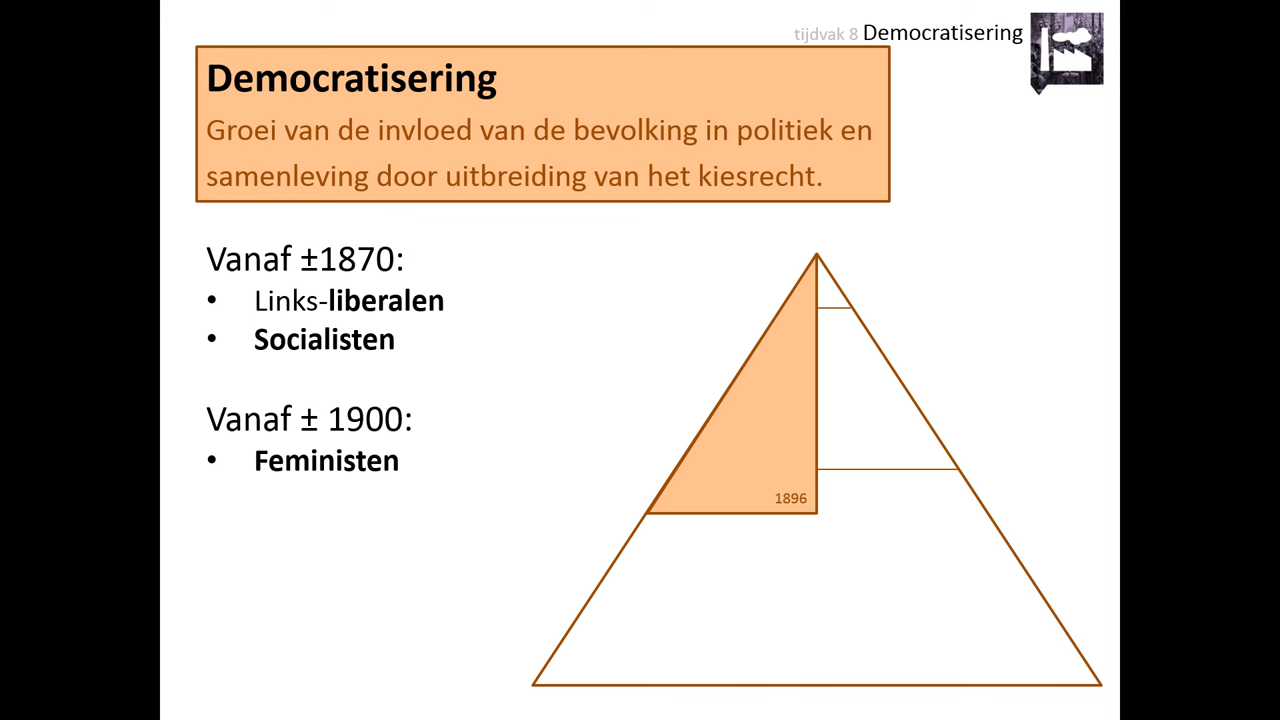 tijdvak 8 Democratisering
Democratisering
Groei van de invloed van de bevolking in politiek en
samenleving door uitbreiding van het kiesrecht.
Vanaf ±1870:
• Links-liberalen
• Socialisten
Vanaf ± 1900:
• Feministen
1896